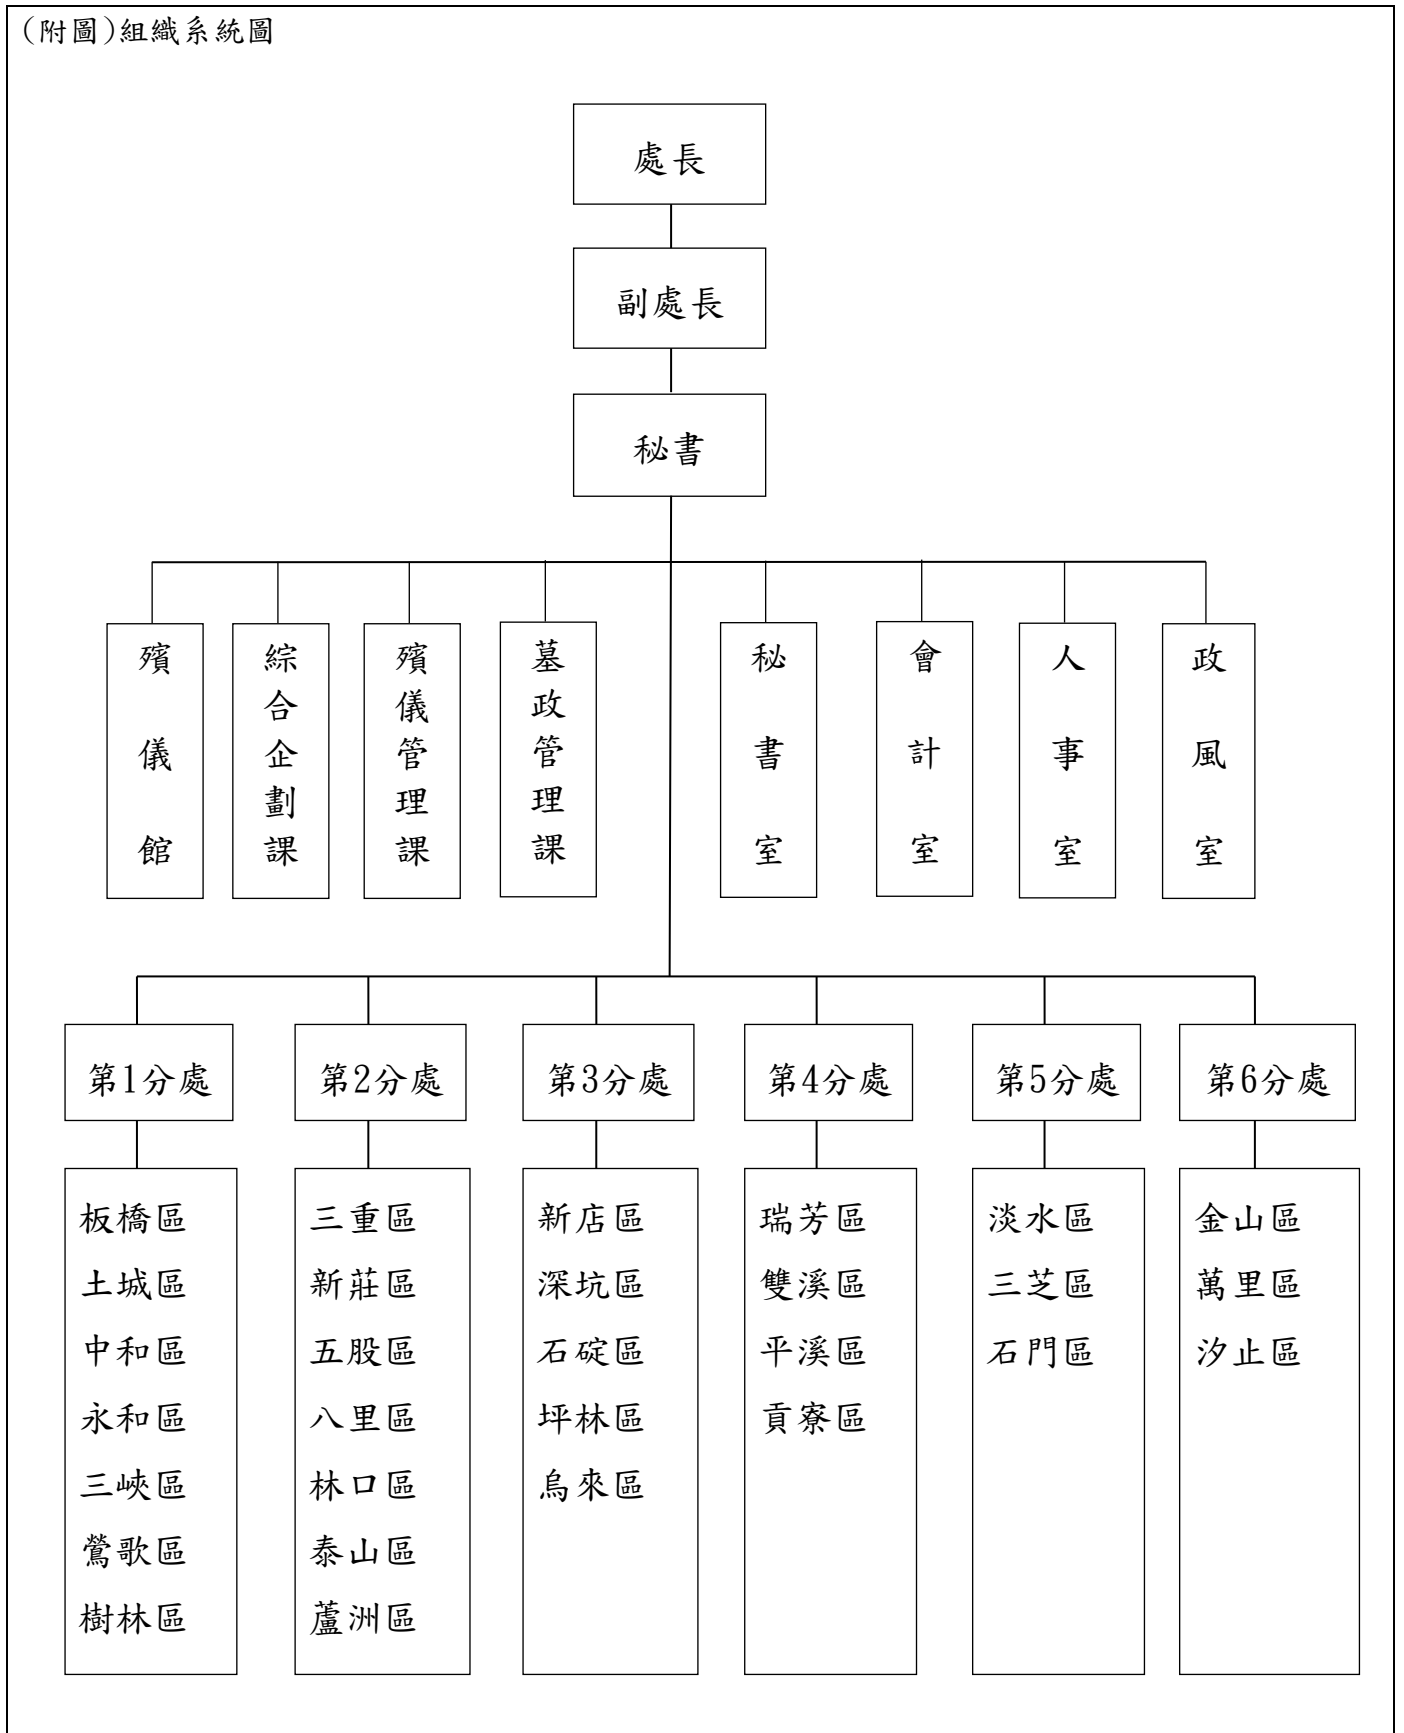 (附圖)組織系統圖
處長
副處長
秘書
殯儀館
綜合企劃課
殯儀管理課
墓政管理課
秘書室
會計室
人事室
政風室
第1分處
第2分處
第3分處
第4分處
第5分處
第6分處
板橋區
土城區
中和區
永和區
三峽區
鶯歌區
樹林區
三重區
新莊區
五股區
八里區
林口區
泰山區
蘆洲區
新店區
深坑區
石碇區
坪林區
烏來區
瑞芳區
雙溪區
平溪區
貢寮區
淡水區
三芝區
石門區
金山區
萬里區
汐止區